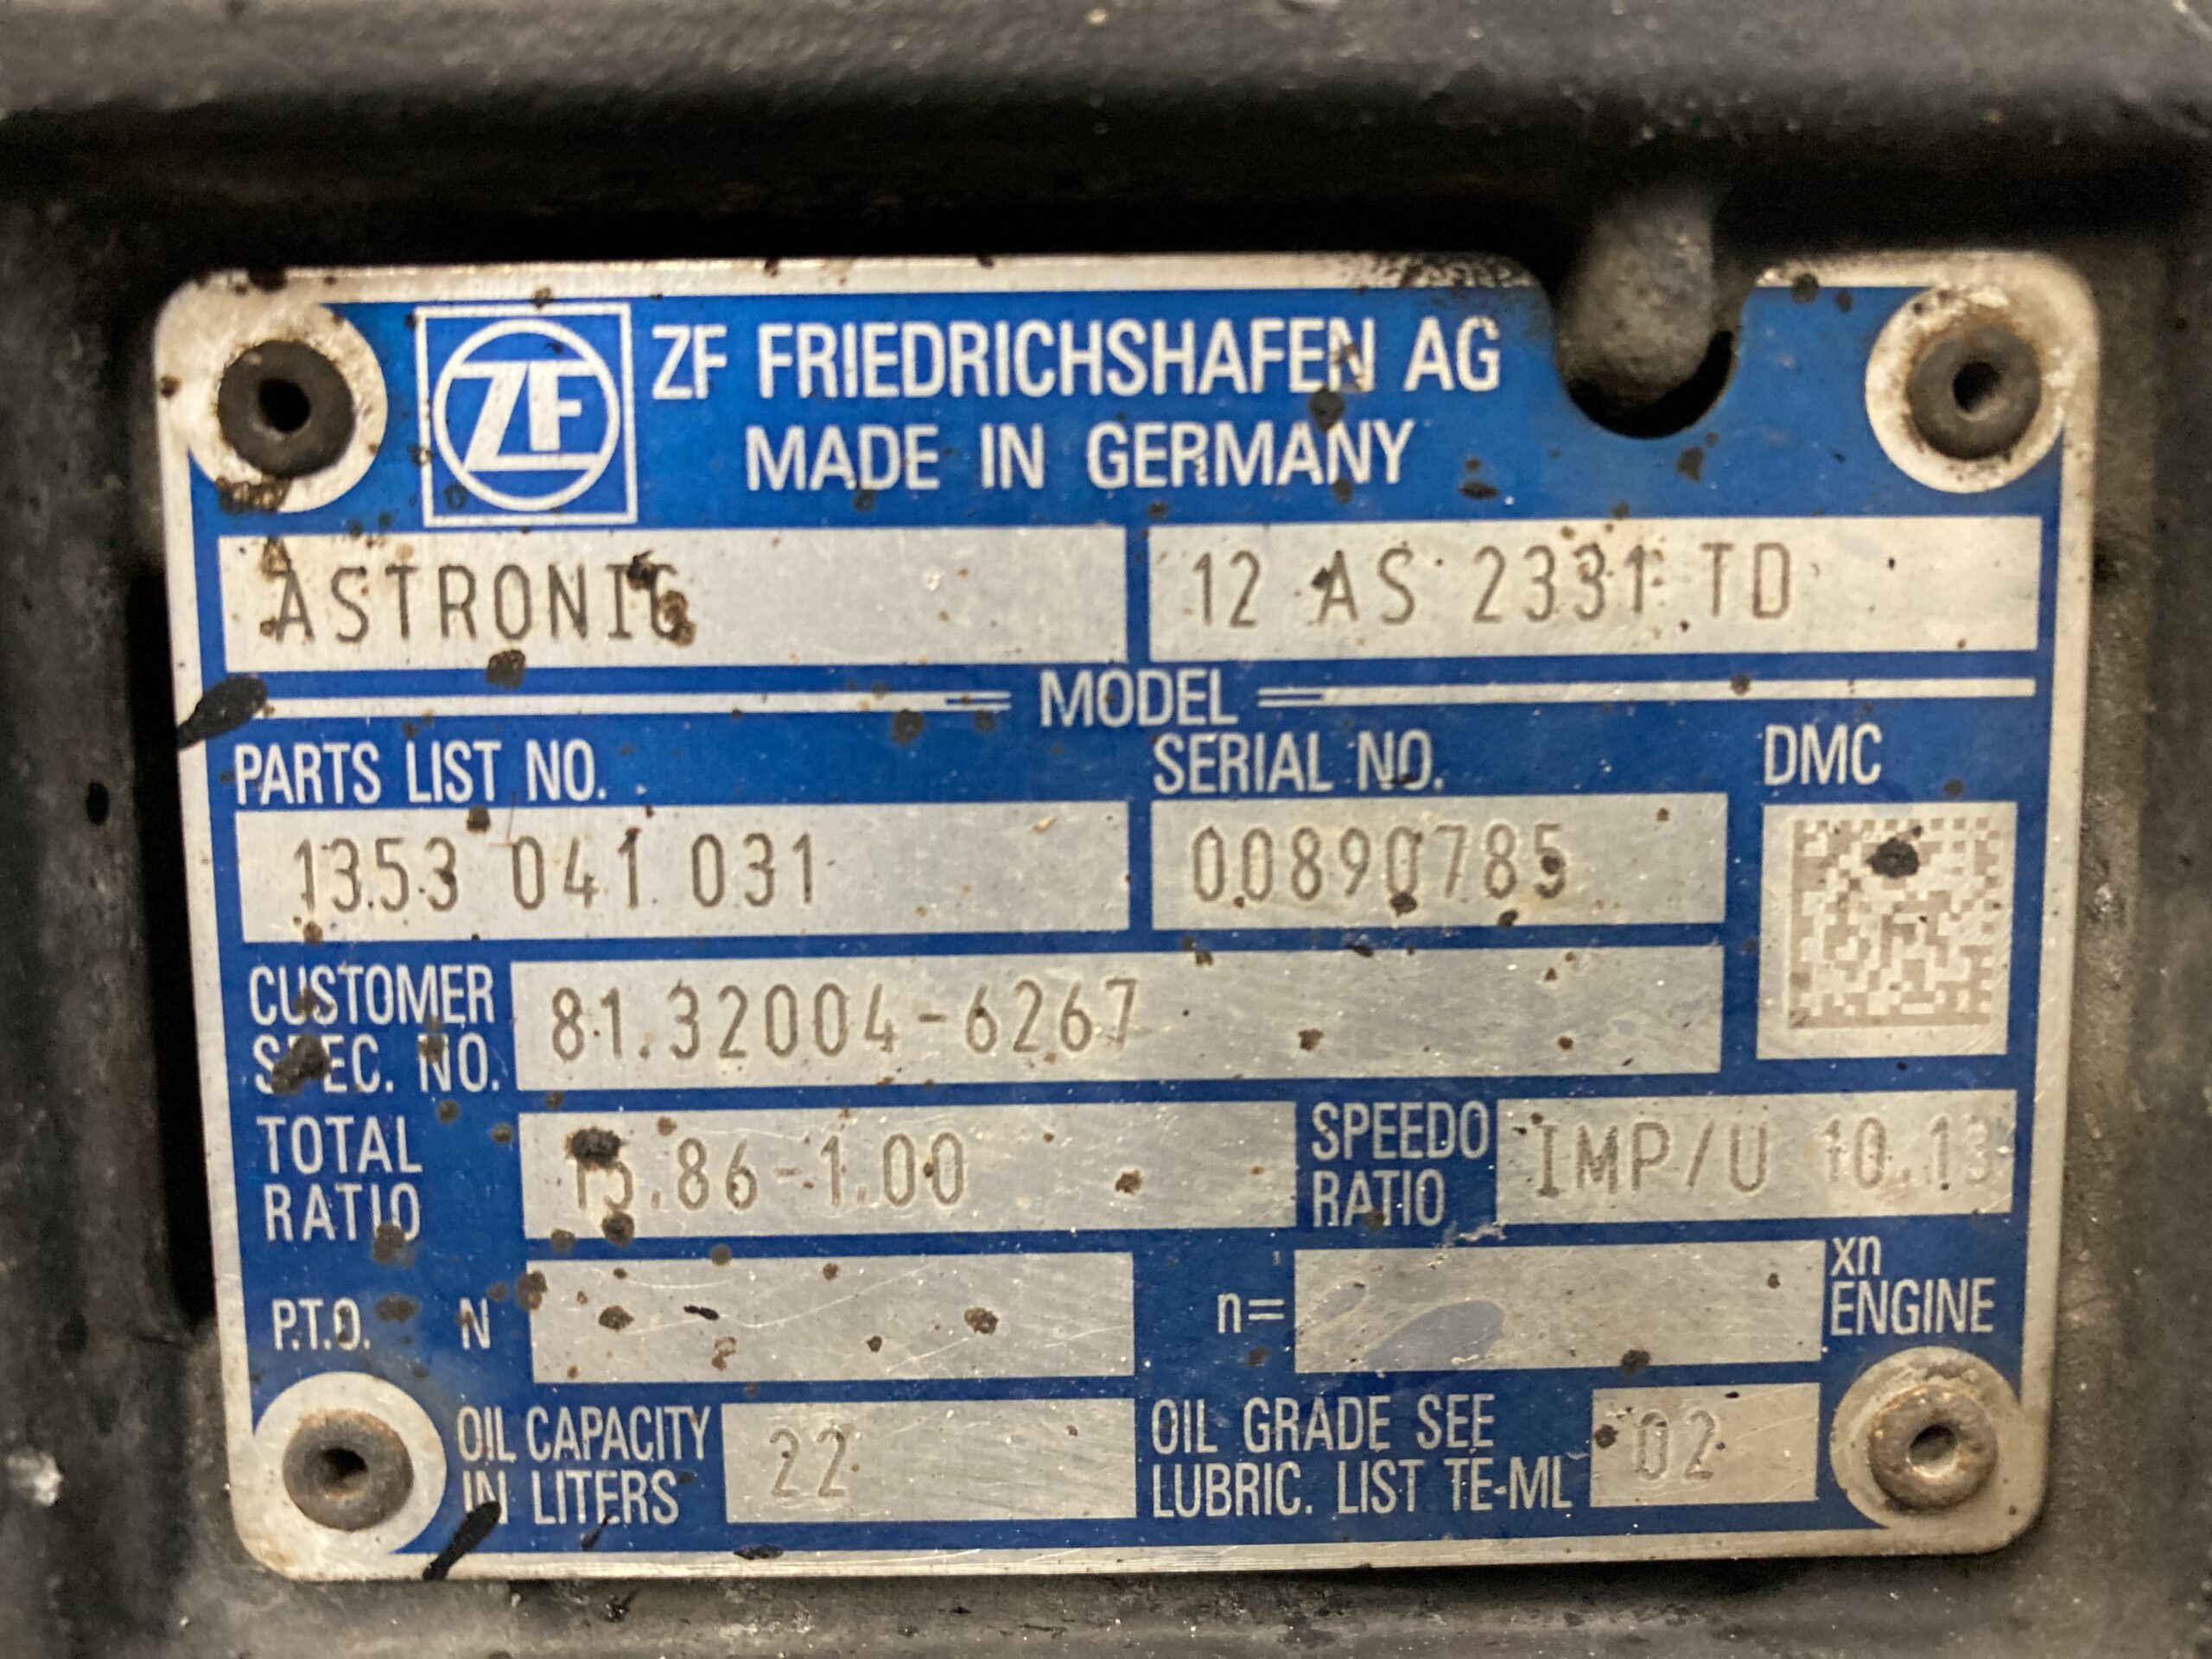 ZF ZF FRIEDRICHSHAFEN AG
MADE IN GERMANY
ASTRONIC 12 AS 2331 TD
MODEL
PARTS LIST NO. SERIAL NO. DMC
1353 041 031 00890785
CUSTOMER
SPEC. NO. 81.32004-6267
TOTAL
RATIO 15.86-1.00 SPEEDO
RATIO IMP/U 10.13
P.T.O. N n= xn
ENGINE
OIL CAPACITY
IN LITERS 22 OIL GRADE SEE
LUBRIC. LIST TE-ML 02